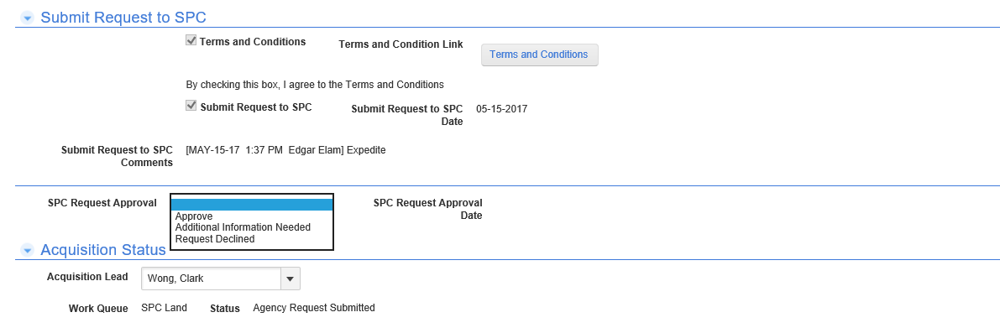 Submit Request to SPC
Terms and Conditions
Terms and Condition Link
Terms and Conditions
By checking this box, I agree to the Terms and Conditions
Submit Request to SPC
Submit Request to SPC
Date
05-15-2017
Submit Request to SPC
Comments
[MAY-15-17 1:37 PM Edgar Elam] Expedite
SPC Request Approval
Approve
Additional Information Needed
Request Declined
SPC Request Approval
Date
Acquisition Status
Acquisition Lead
Wong, Clark
Work Queue
SPC Land
Status
Agency Request Submitted